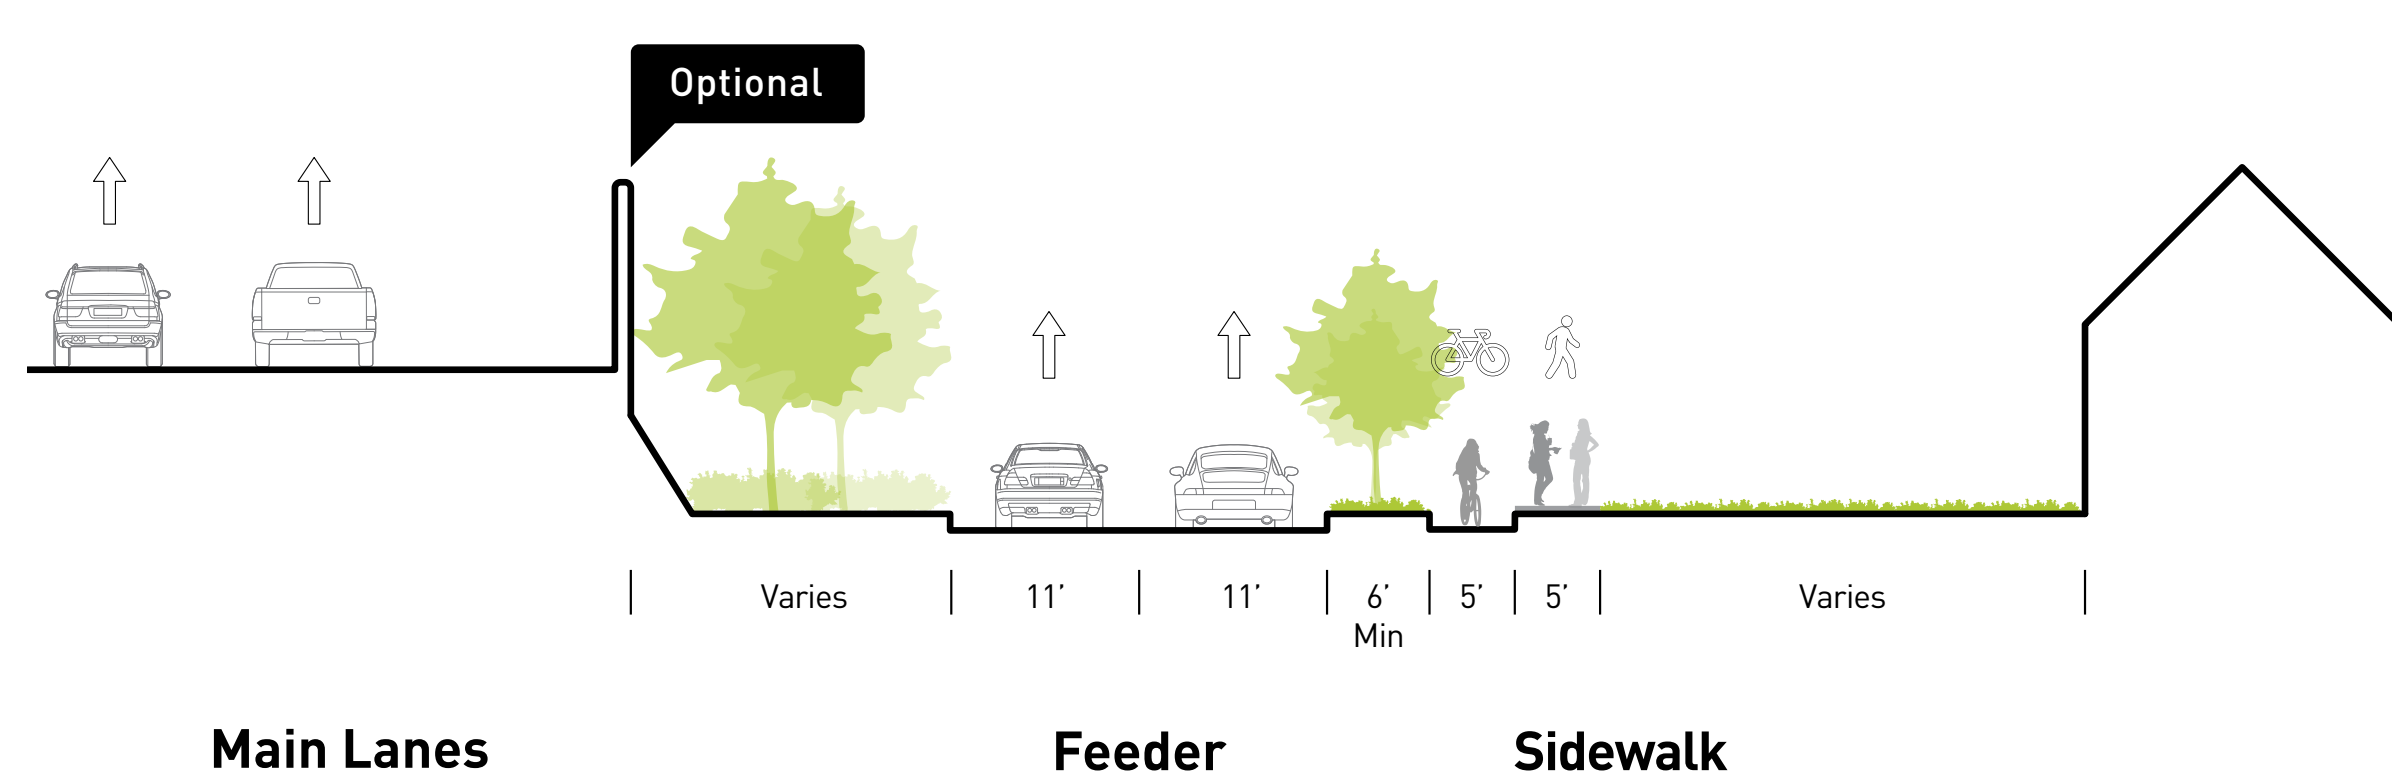 Optional
Varies
11’
11’
6’
Min
5’
5’
Varies
Main Lanes
Feeder
Sidewalk